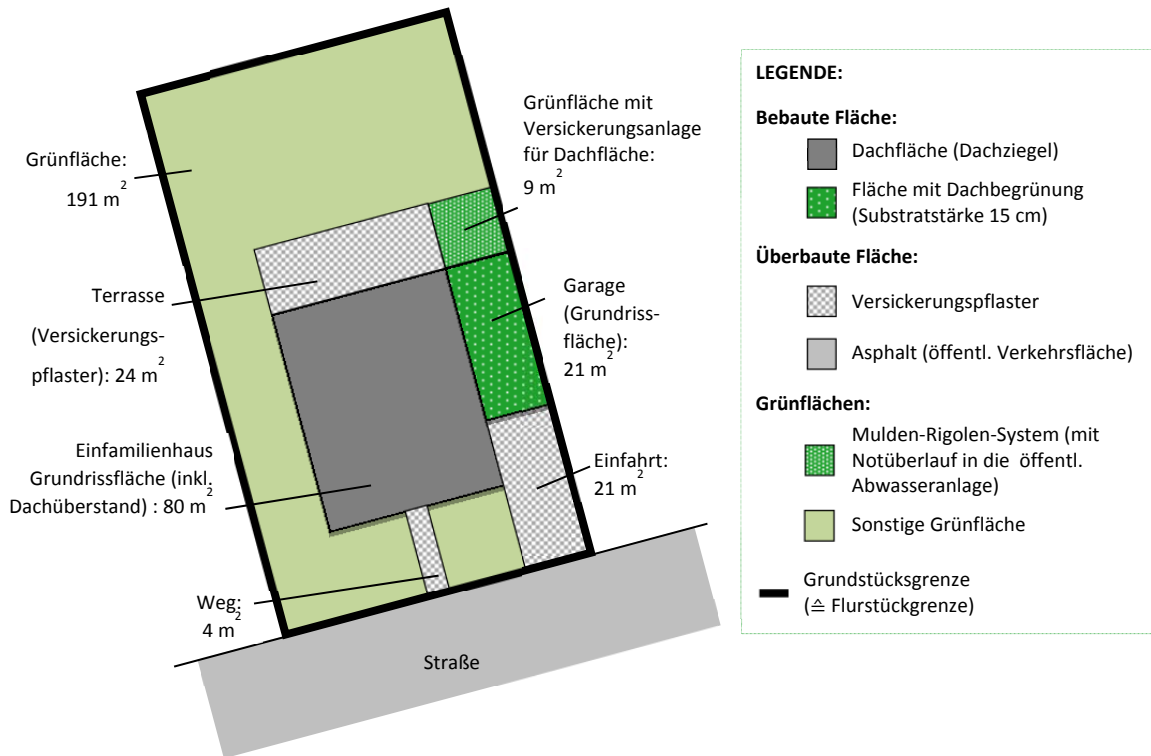 Grünfläche:
191 m²
Terrasse
(Versickerungs-
pflaster): 24 m²
Einfamilienhaus
Grundrissfläche (inkl.
Dachüberstand) : 80 m²
Weg:
4 m²
Straße
Grünfläche mit
Versickerungsanlage
für Dachfläche:
9 m²
Garage
(Grundriss-
fläche):
21 m²
Einfahrt:
21 m²
LEGENDE:
Bebaute Fläche:
Dachfläche (Dachziegel)
Fläche mit Dachbegrünung
(Substratstärke 15 cm)
Überbaute Fläche:
Versickerungspflaster
Asphalt (öffentl. Verkehrsfläche)
Grünflächen:
Mulden-Rigolen-System (mit
Notüberlauf in die öffentl.
Abwasseranlage)
Sonstige Grünfläche
Grundstücksgrenze
(≙ Flurstückgrenze)